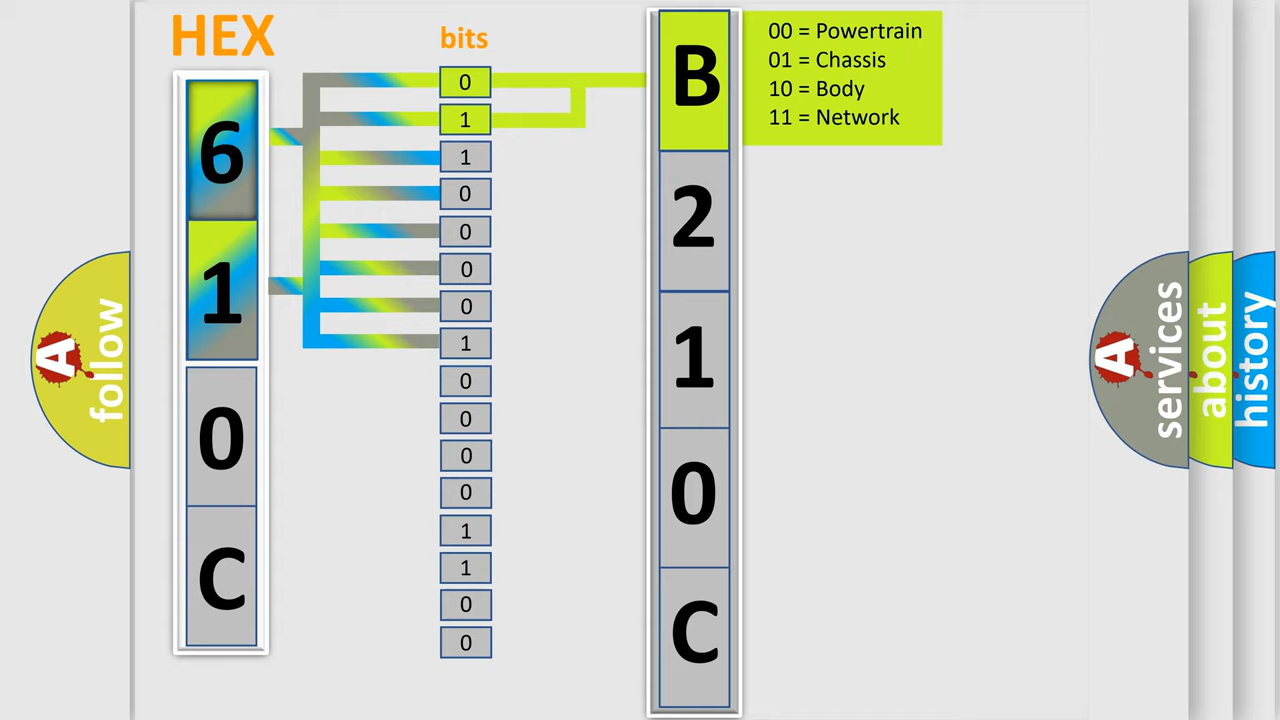 HEX
bits
6
1
0
C
0
1
1
0
0
0
0
1
0
0
0
0
1
1
0
0
B
2
1
0
C
00 = Powertrain
01 = Chassis
10 = Body
11 = Network
A
follow
A
services
about
history